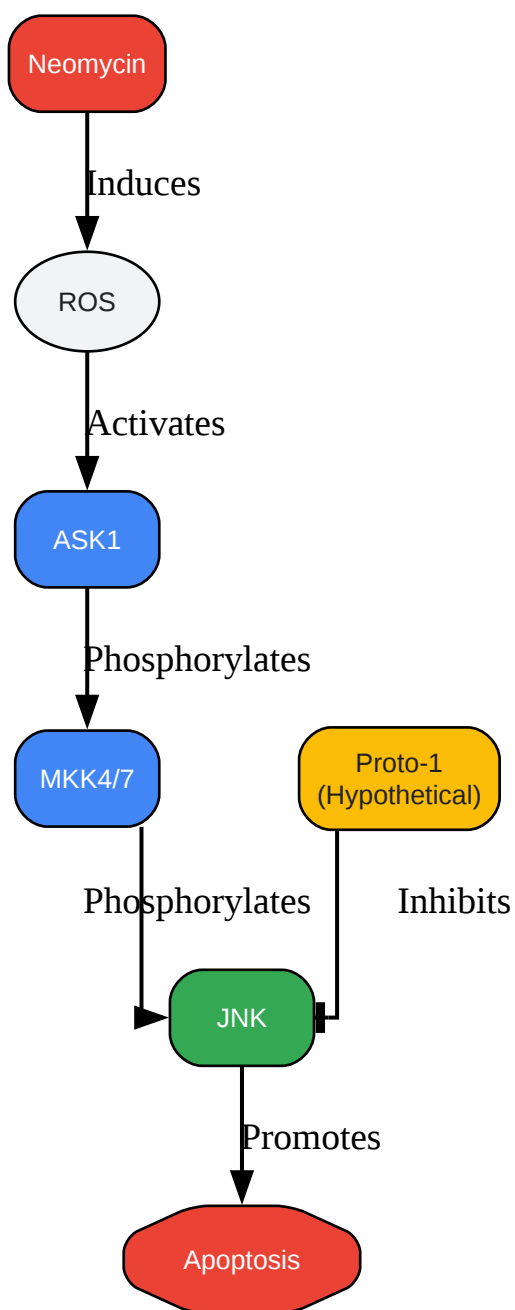 Neomycin
Induces
ROS
Activates
ASK1
Phosphorylates
MKK4/7
Proto-1
(Hypothetical)
Phosphorylates
Inhibits
JNK
Promotes
Apoptosis